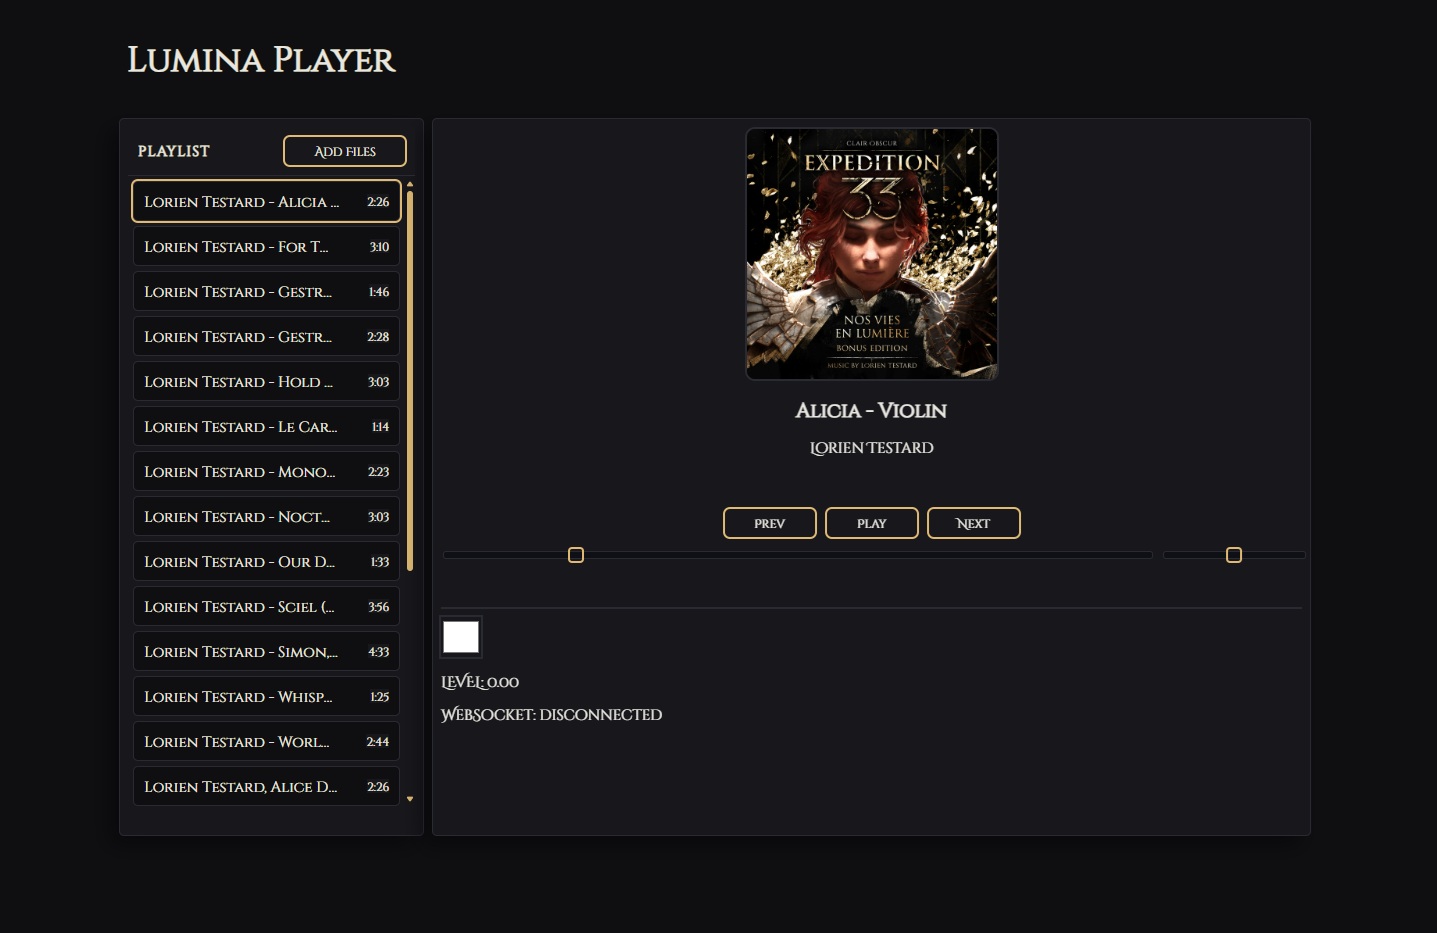 Lumina Player
PLAYLIST
Add files
Lorien Testard - Alicia ... 2:26
Lorien Testard - For T... 3:10
Lorien Testard - Gestr... 1:46
Lorien Testard - Gestr... 2:28
Lorien Testard - Hold ... 3:03
Lorien Testard - Le Car... 1:14
Lorien Testard - Mono... 2:23
Lorien Testard - Noct... 3:03
Lorien Testard - Our D... 1:33
Lorien Testard - Sciel (... 3:56
Lorien Testard - Simon,... 4:33
Lorien Testard - Whisp... 1:25
Lorien Testard - Worl... 2:44
Lorien Testard, Alice D... 2:26
CLAIR OBSCUR
EXPEDITION
33
NOS VIES
EN LUMIÈRE
BONUS EDITION
MUSIC BY LORIEN TESTARD
Alicia - Violin
Lorien Testard
prev
play
Next
Level: 0.00
WebSocket: disconnected